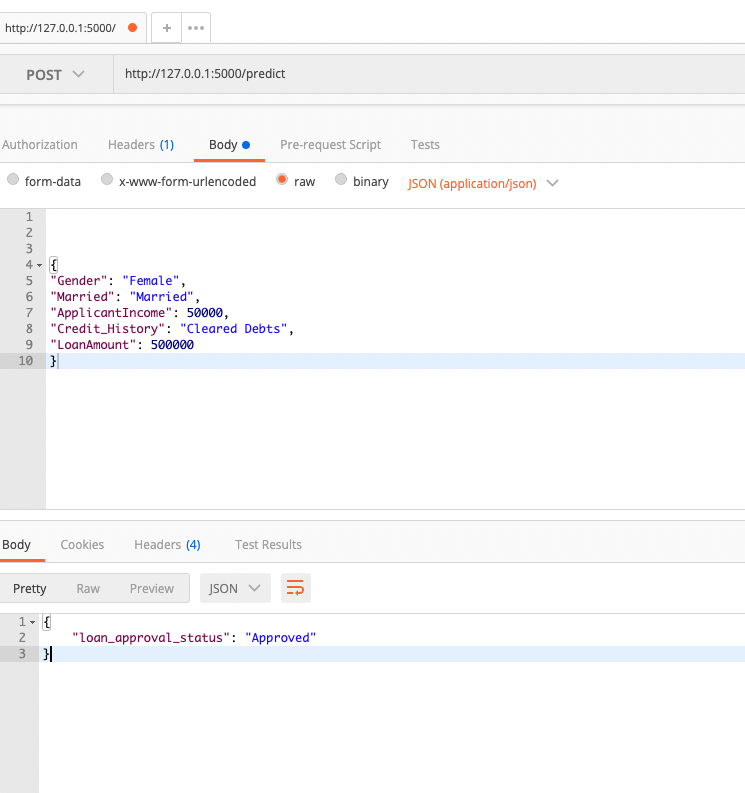 http://127.0.0.1:5000/ + •••
POST http://127.0.0.1:5000/predict
Authorization Headers (1) Body Pre-request Script Tests
form-data x-www-form-urlencoded raw binary JSON (application/json)
1
2
3
4 {
5 "Gender": "Female",
6 "Married": "Married",
7 "ApplicantIncome": 50000,
8 "Credit_History": "Cleared Debts",
9 "LoanAmount": 500000
10 }
Body Cookies Headers (4) Test Results
Pretty Raw Preview JSON
1 {
2 "loan_approval_status": "Approved"
3 }